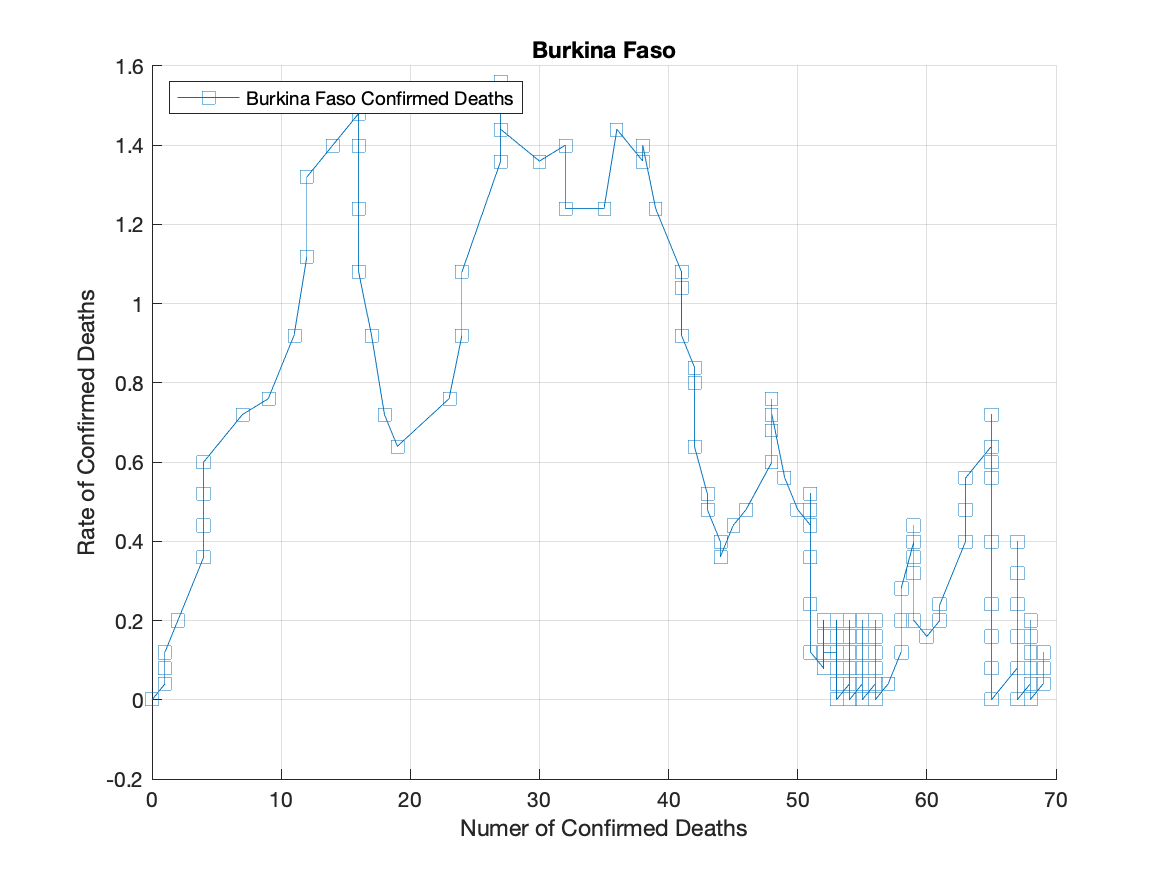 Burkina Faso
Burkina Faso Confirmed Deaths
1.6
1.4
1.2
1
0.8
0.6
0.4
0.2
0
-0.2
Rate of Confirmed Deaths
0 10 20 30 40 50 60 70
Numer of Confirmed Deaths